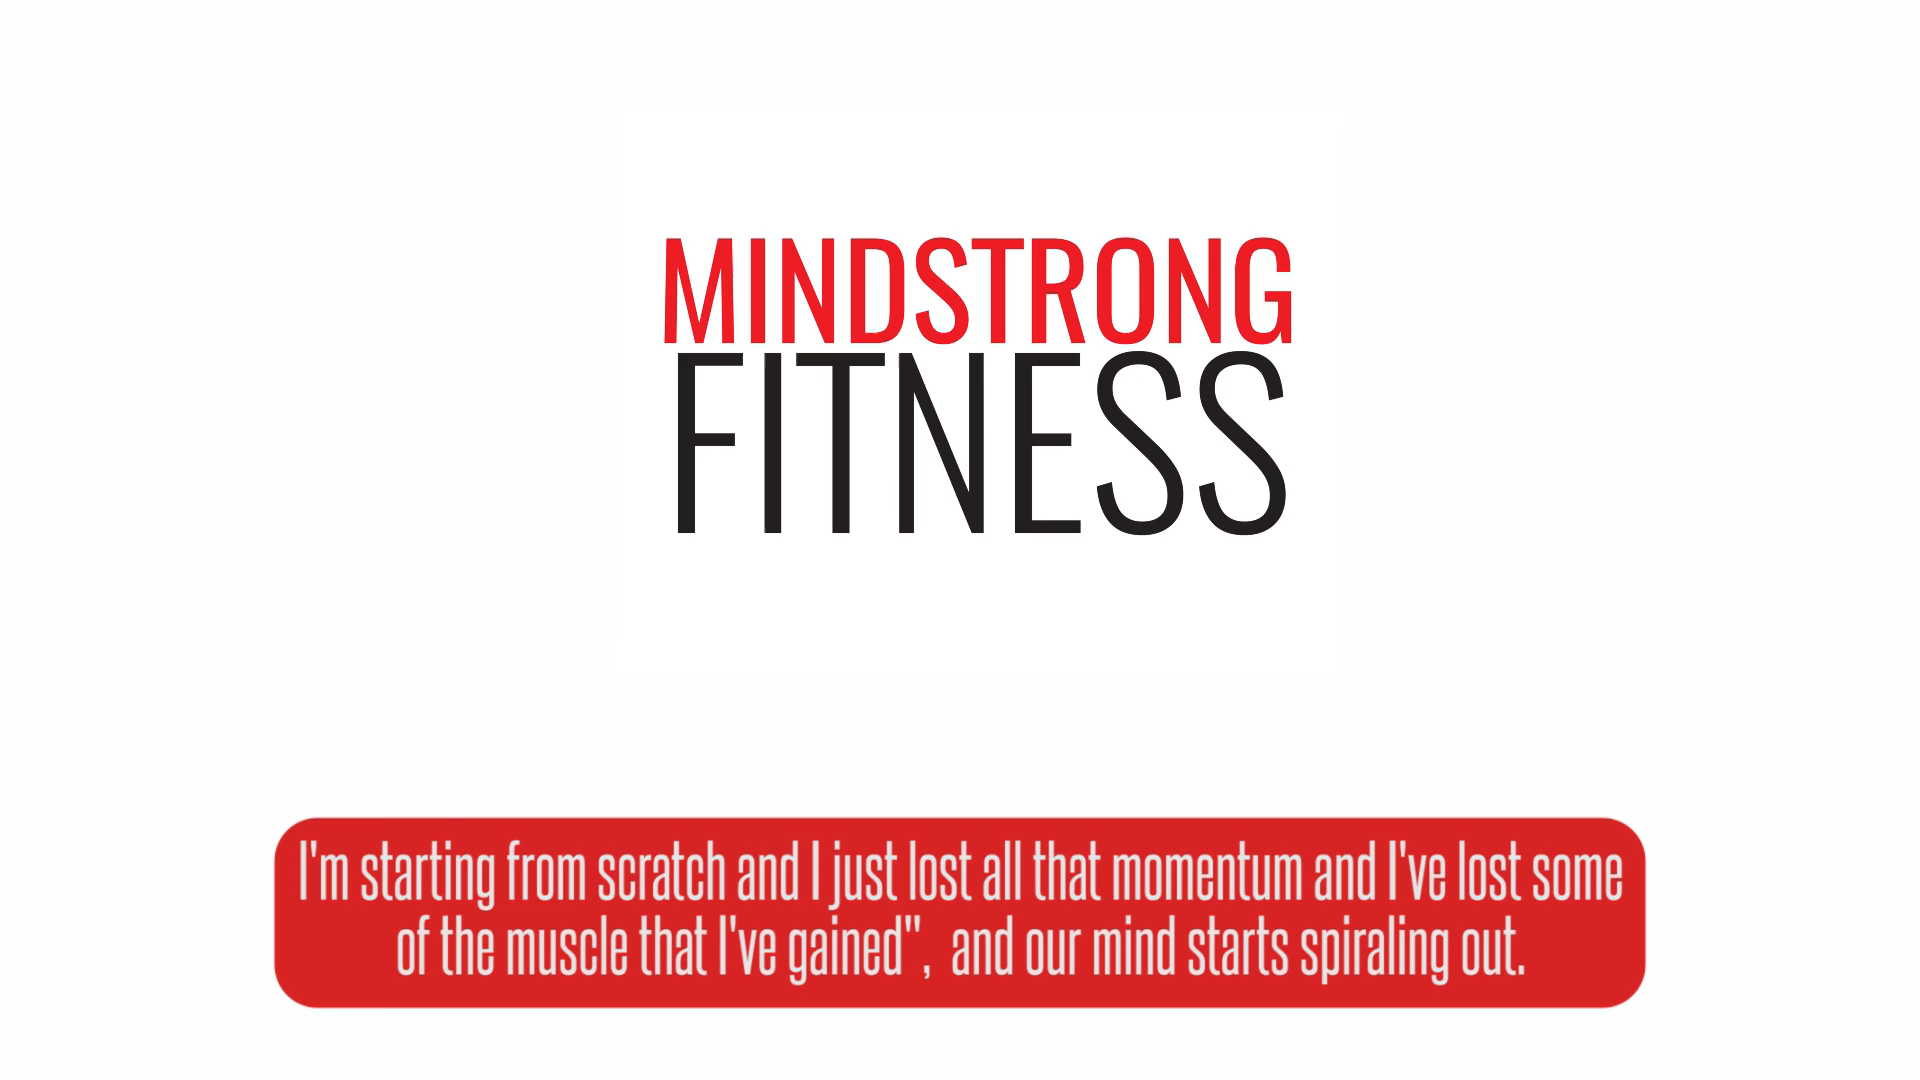 MINDSTRONG
FITNESS
I'm starting from scratch and I just lost all that momentum and I've lost some
of the muscle that I've gained", and our mind starts spiraling out.